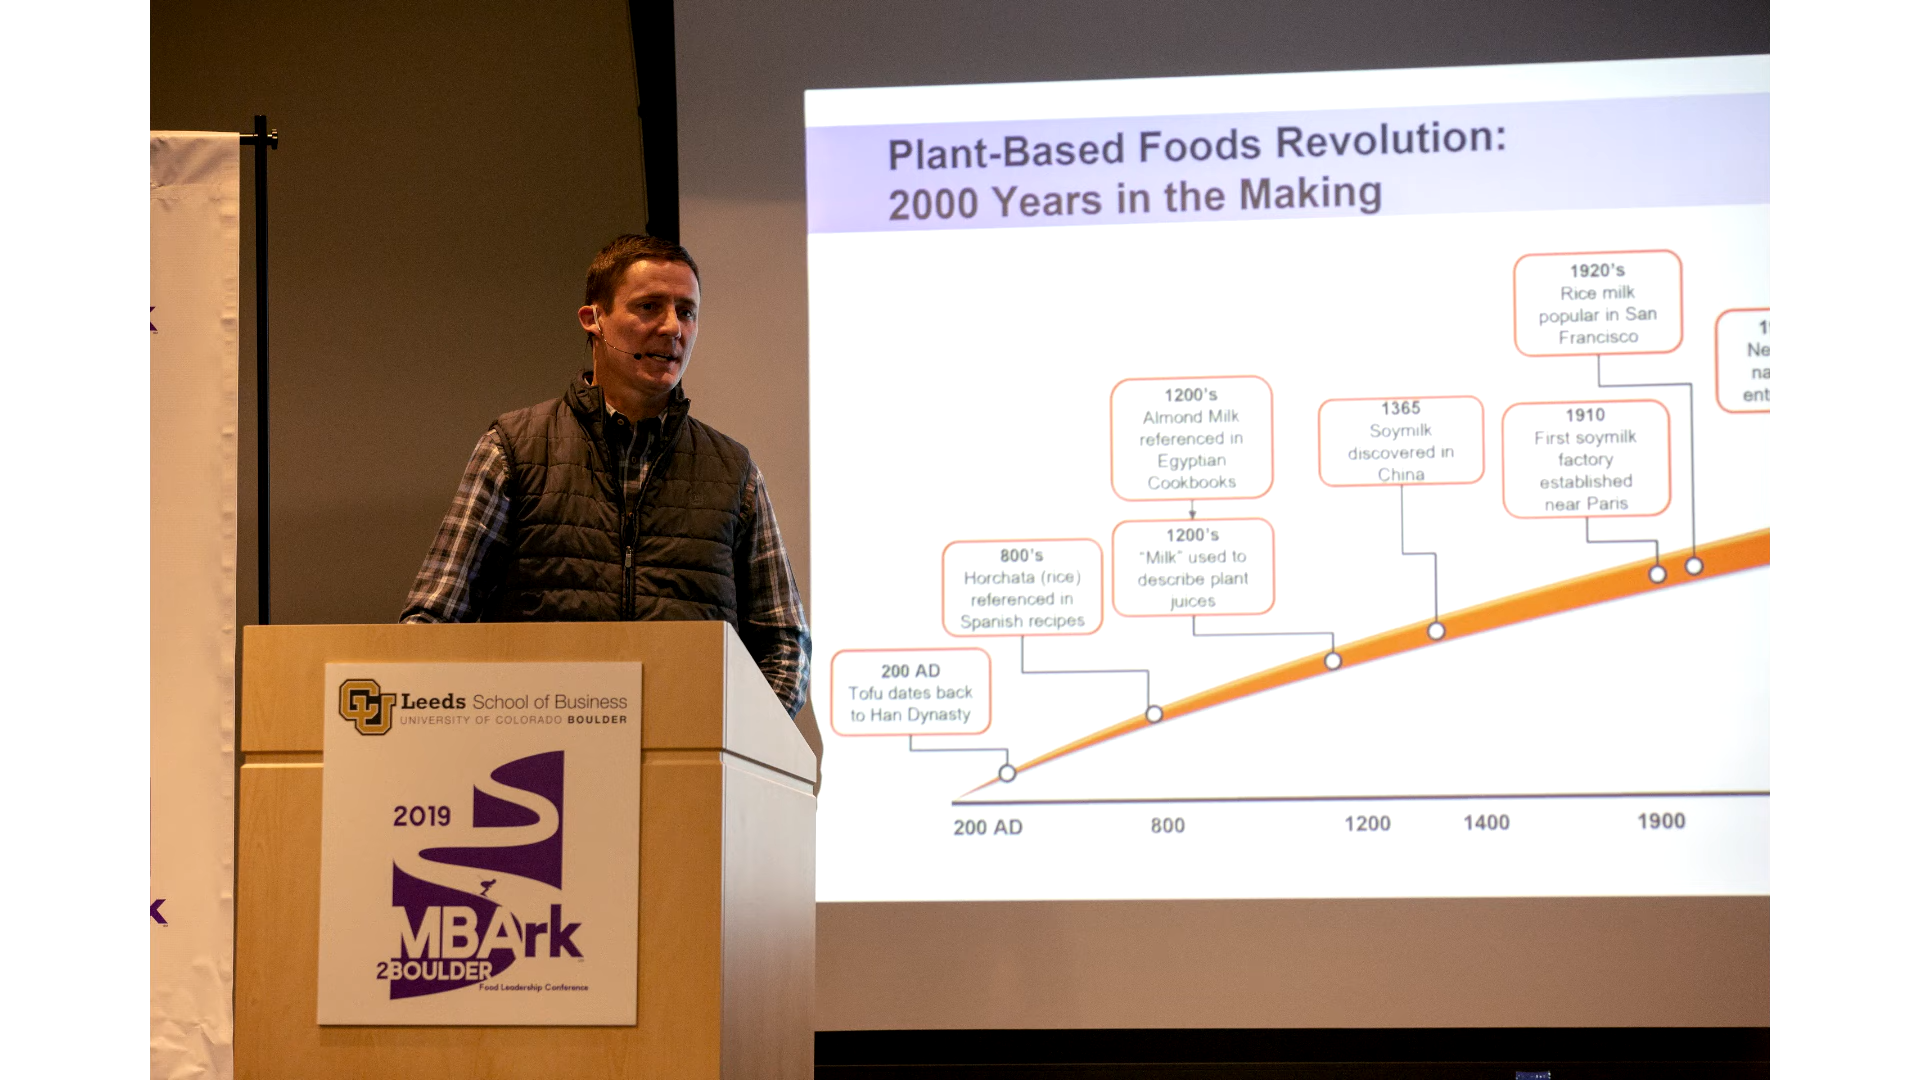 Plant-Based Foods Revolution:
2000 Years in the Making
1920's
Rice milk
popular in San
Francisco
1200's
Almond Milk
referenced in
Egyptian
Cookbooks
1365
Soymilk
discovered in
China
1910
First soymilk
factory
established
near Paris
1200's
"Milk" used to
describe plant
juices
800's
Horchata (rice)
referenced in
Spanish recipes
200 AD
Tofu dates back
to Han Dynasty
200 AD 800 1200 1400 1900
CU Leeds School of Business
UNIVERSITY OF COLORADO BOULDER
2019
MBArk
2BOULDER
Food Leadership Conference